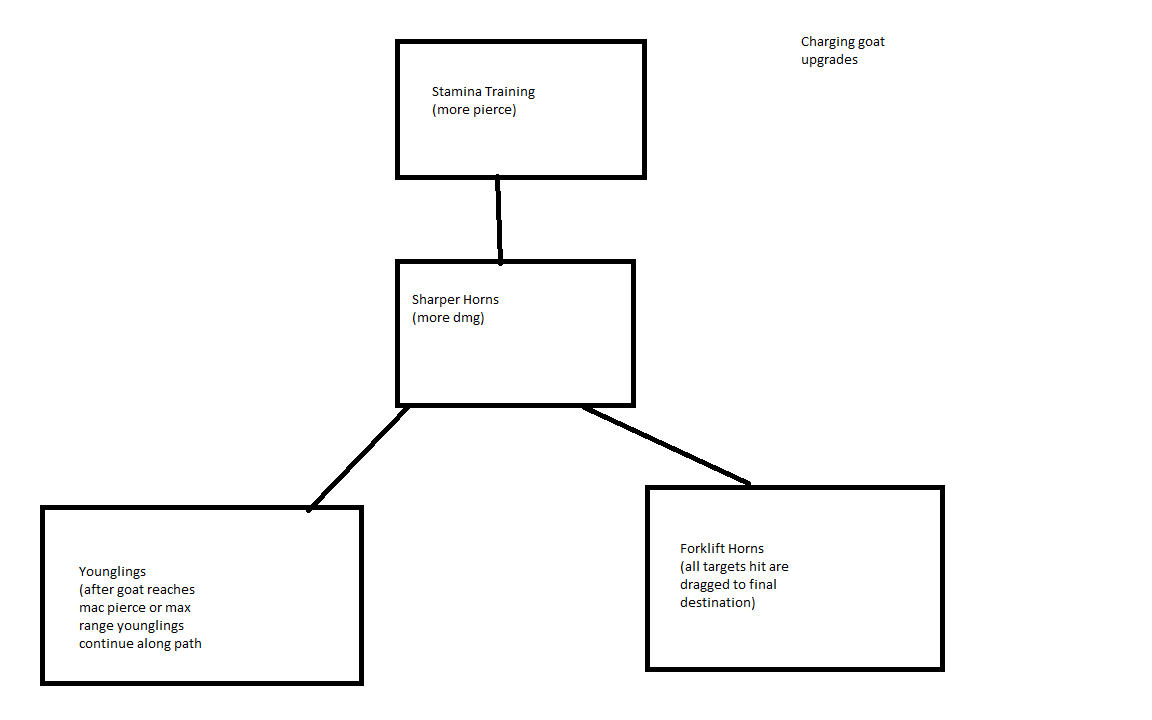 Charging goat
upgrades
Stamina Training
(more pierce)
Sharper Horns
(more dmg)
Younglings
(after goat reaches
mac pierce or max
range younglings
continue along path
Forklift Horns
(all targets hit are
dragged to final
destination)